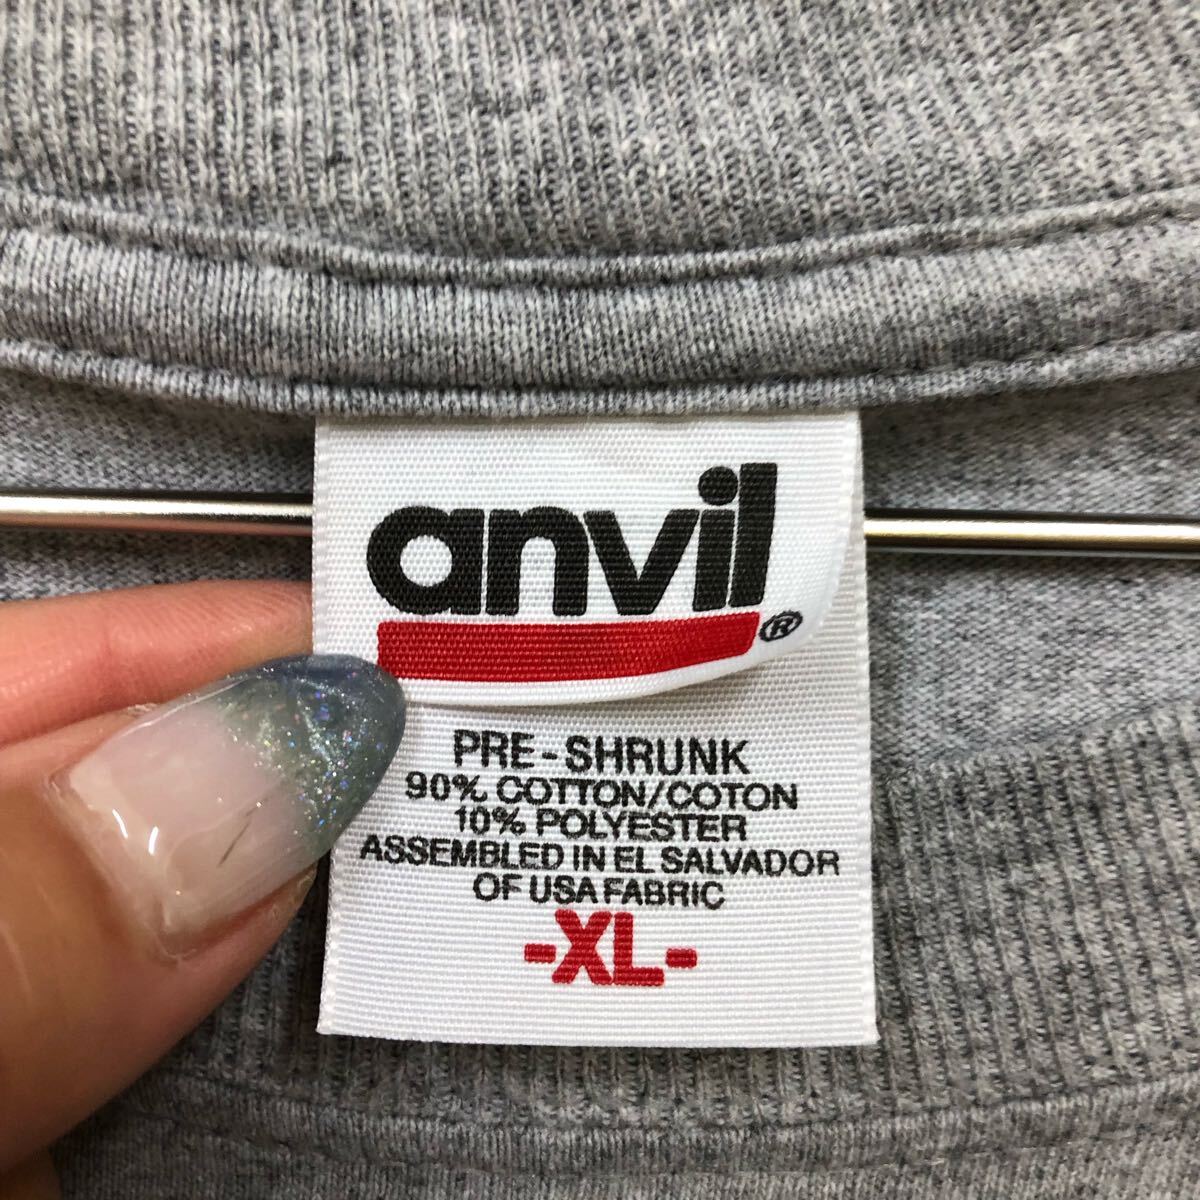 anvil ®
PRE-SHRUNK
90% COTTON/COTON
10% POLYESTER
ASSEMBLED IN EL SALVADOR
OF USA FABRIC
-XL-